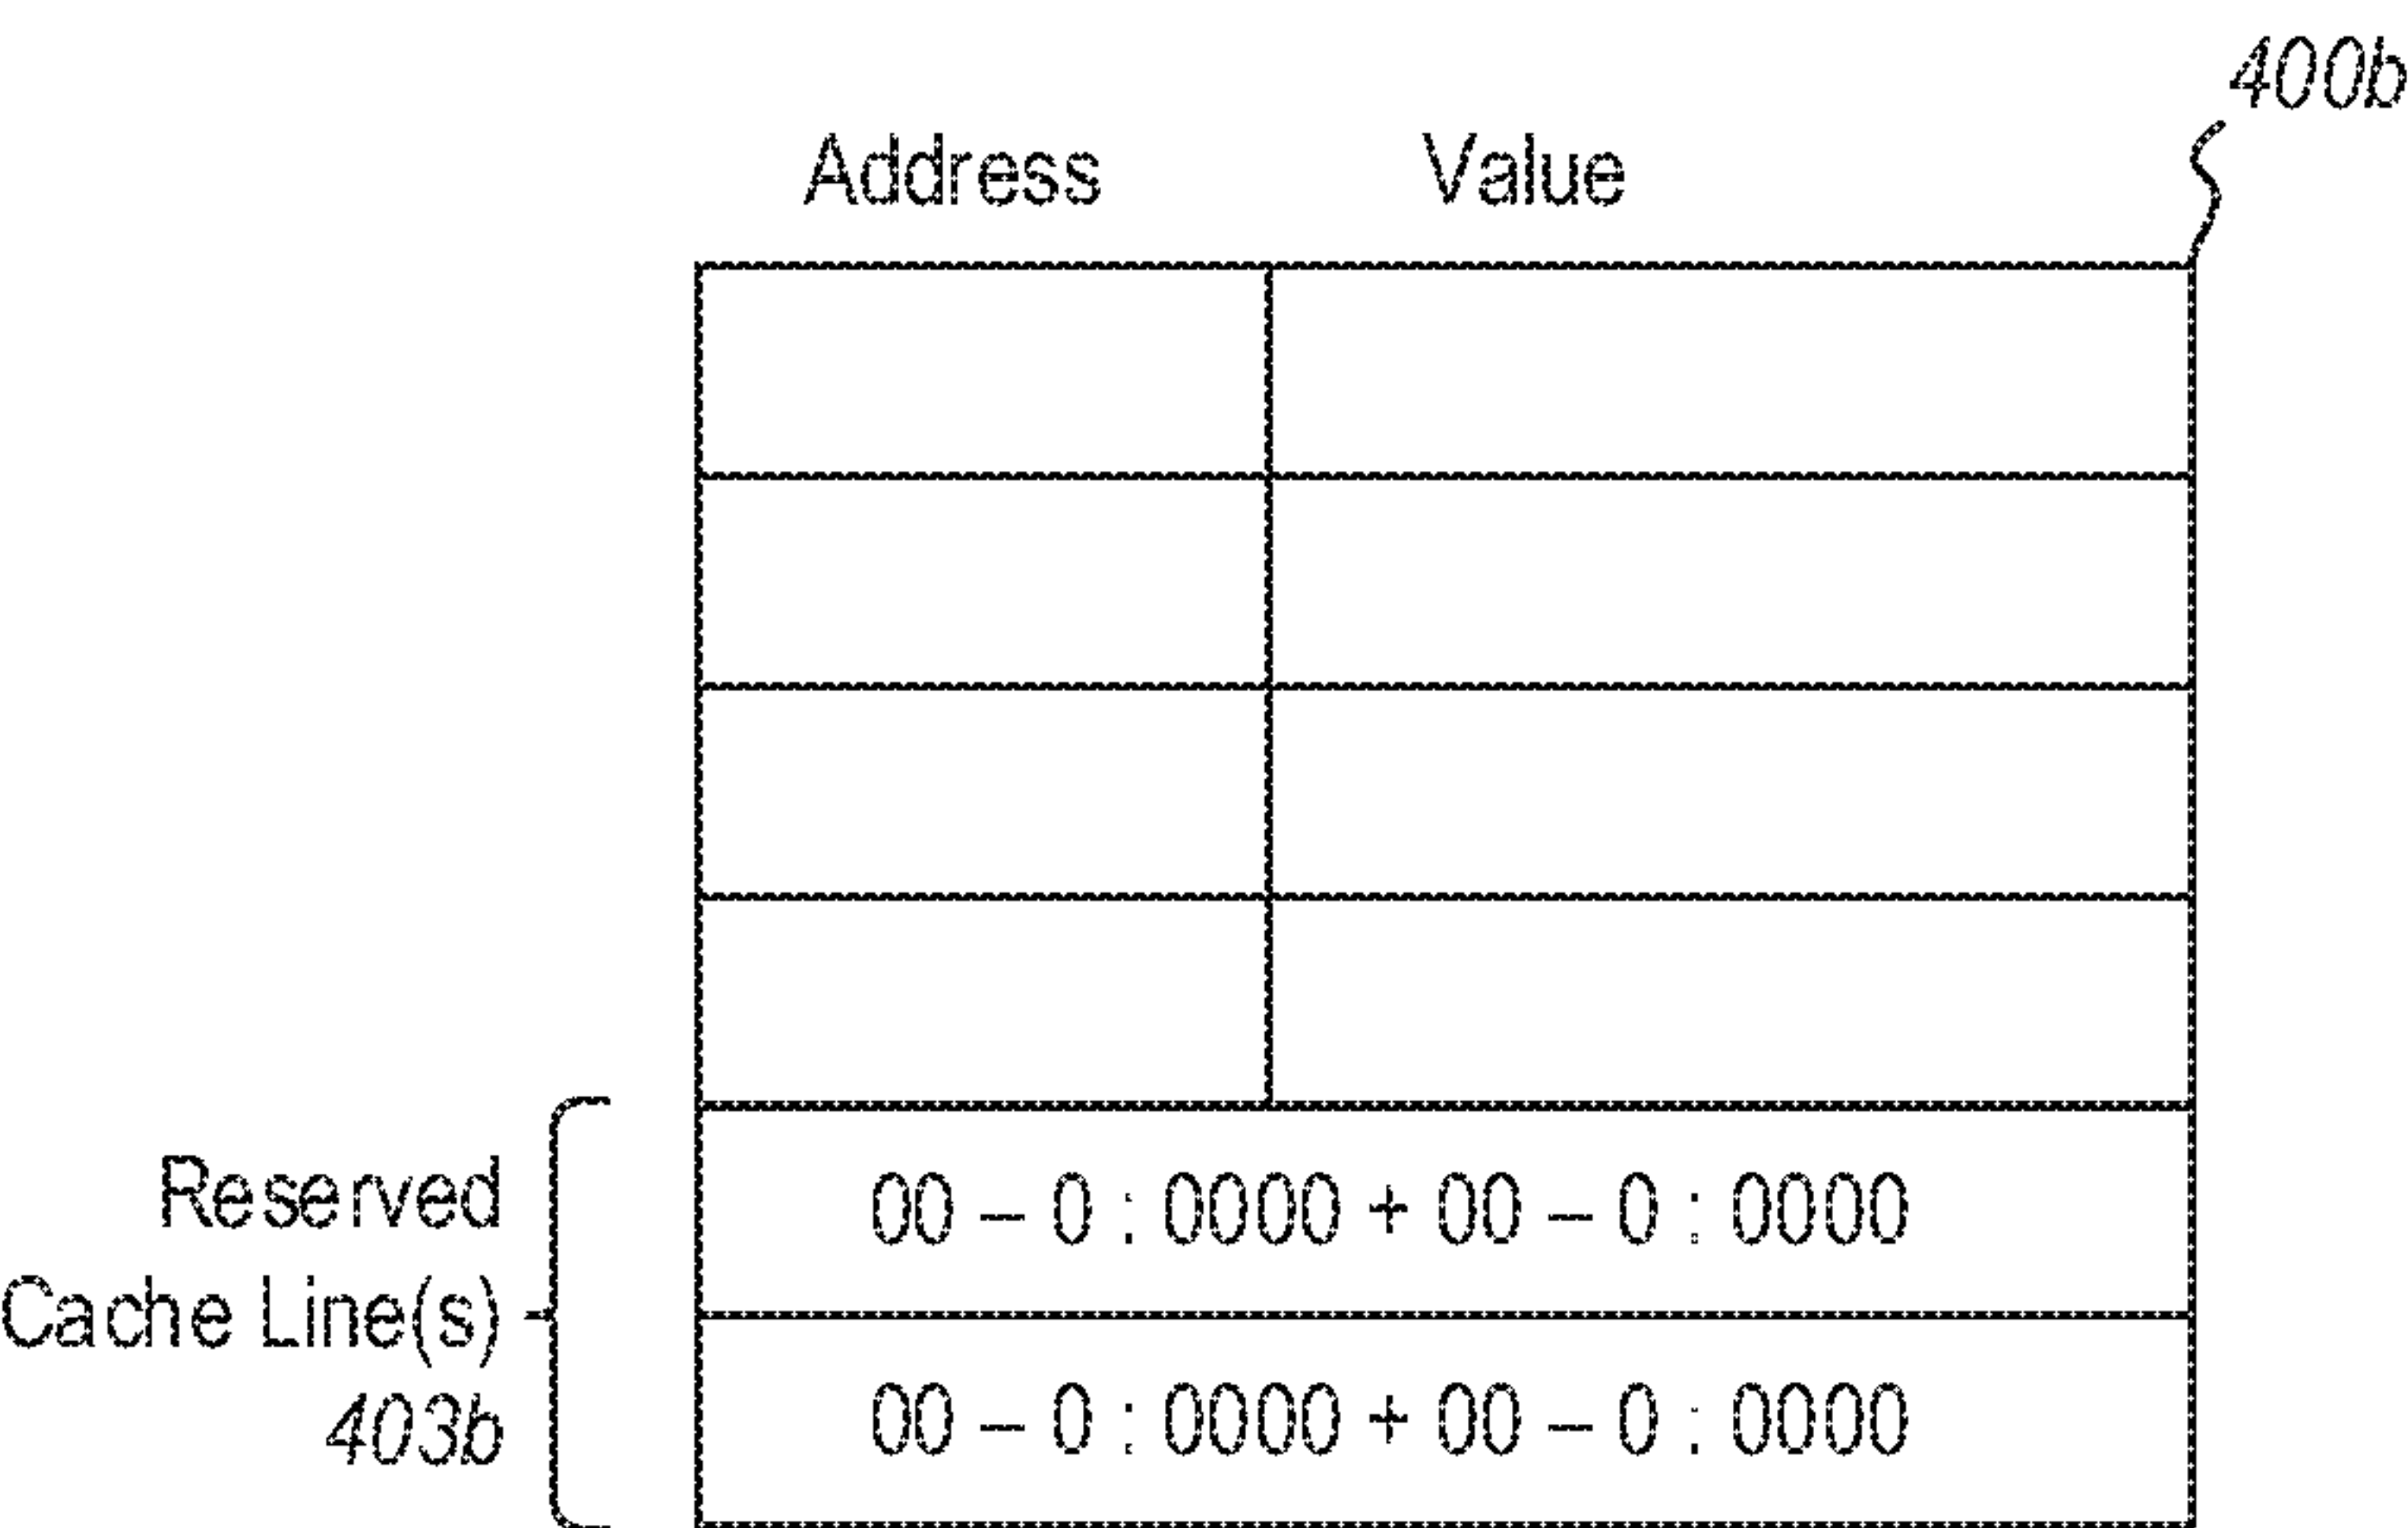 400b
Address Value
Reserved
Cache Line(s)
403b
00 – 0 : 0000 + 00 – 0 : 0000
00 – 0 : 0000 + 00 – 0 : 0000